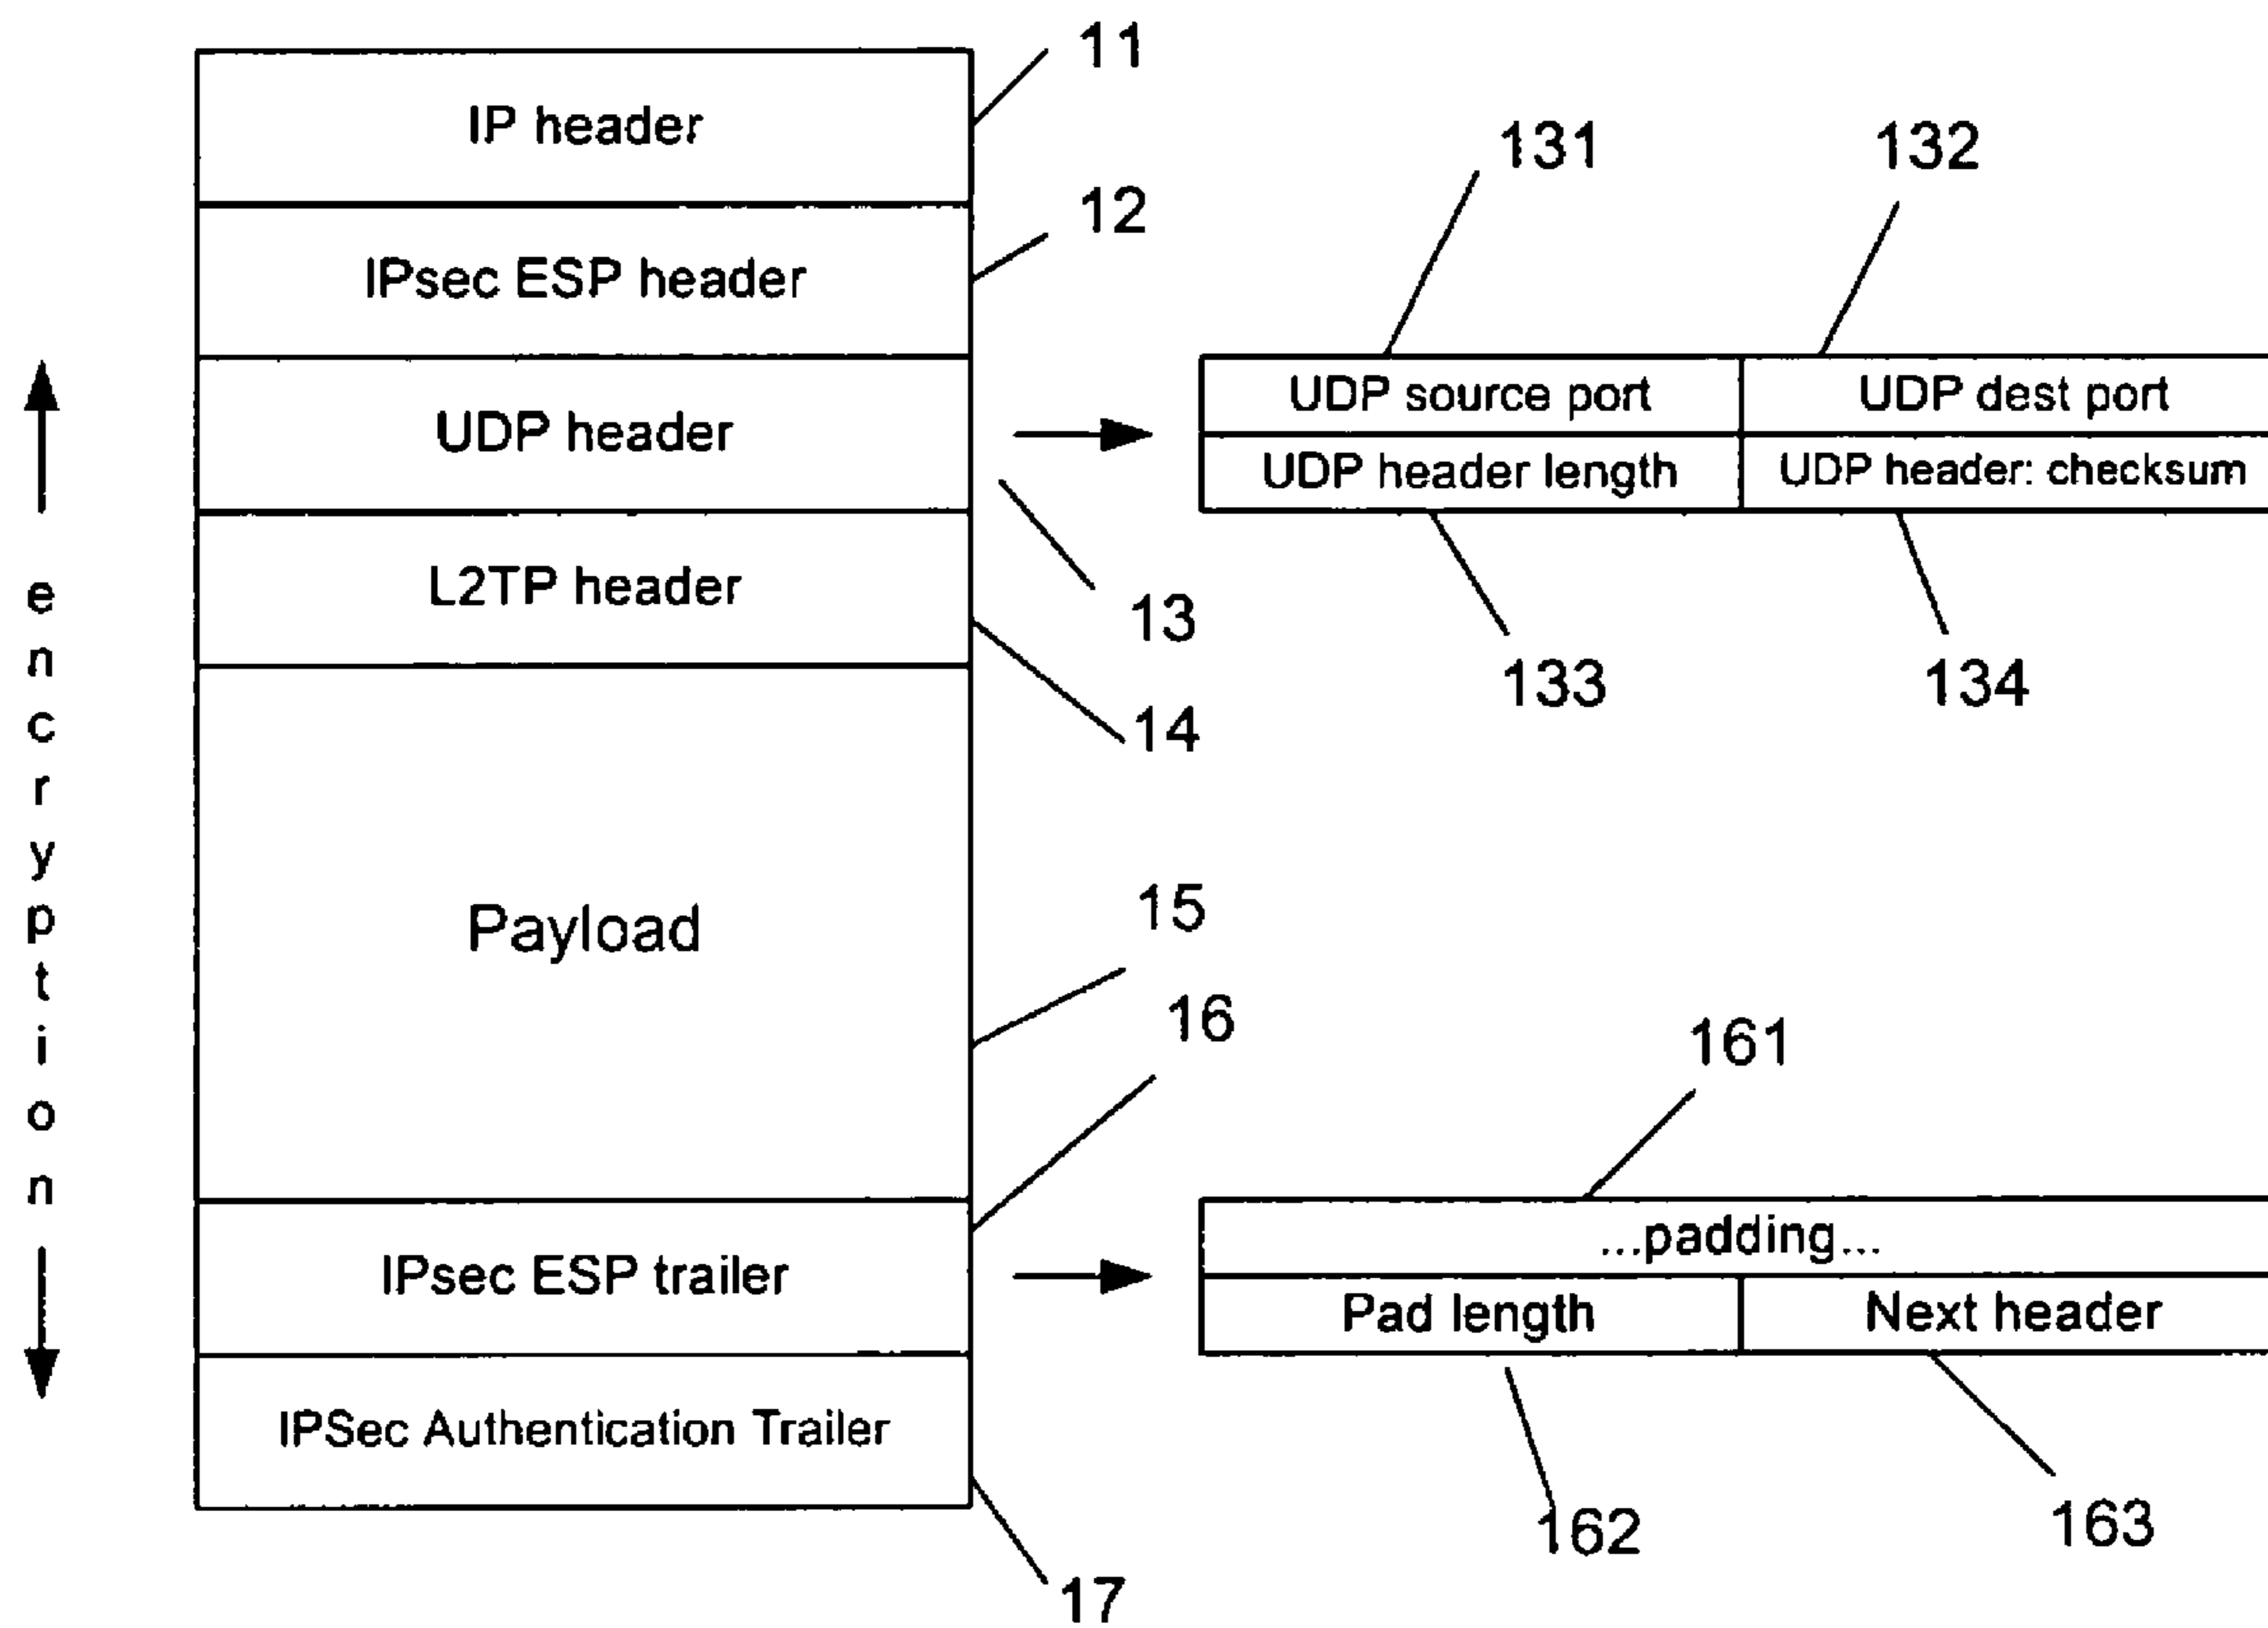 11
IP header
131
132
12
IPsec ESP header
UDP source port
UDP dest port
UDP header
UDP header length
UDP header: checksum
L2TP header
13
133
134
14
encryption
Payload
15
16
161
...padding...
IPsec ESP trailer
Pad length
Next header
IPSec Authentication Trailer
162
163
17